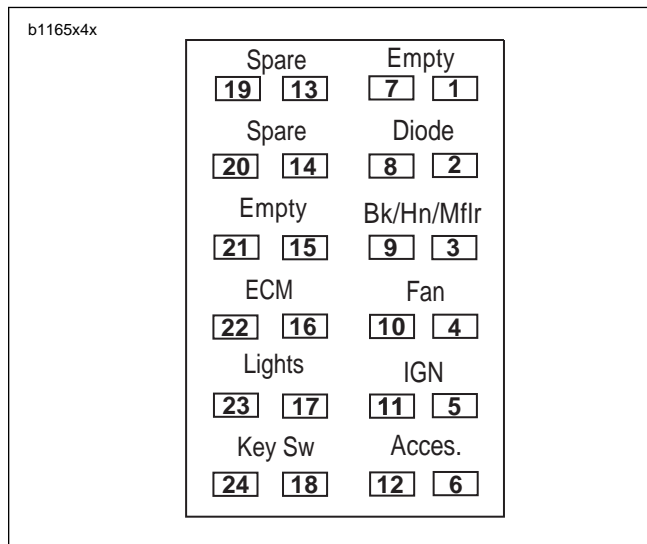 b1165x4x
Spare Empty
19 13 7 1
Spare Diode
20 14 8 2
Empty Bk/Hn/Mflr
21 15 9 3
ECM Fan
22 16 10 4
Lights IGN
23 17 11 5
Key Sw Acces.
24 18 12 6